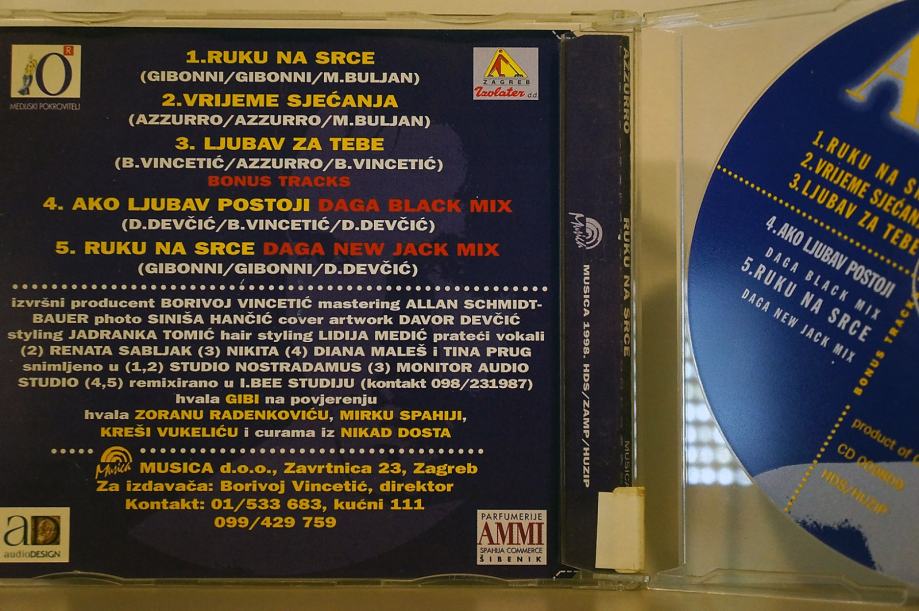 R
MEDIJSKI POKROVITELJ
1.RUKU NA SRCE
(GIBONNI/GIBONNI/M.BULJAN)
2.VRIJEME SJEĆANJA
(AZZURRO/AZZURRO/M.BULJAN)
3. LJUBAV ZA TEBE
(B.VINCETIĆ/AZZURRO/B.VINCETIĆ)
BONUS TRACKS
4. AKO LJUBAV POSTOJI DAGA BLACK MIX
(D.DEVČIĆ/B.VINCETIĆ/D.DEVČIĆ)
5. RUKU NA SRCE DAGA NEW JACK MIX
(GIBONNI/GIBONNI/D.DEVČIĆ)
ZAGREB
Izolater d.d.
izvršni producent BORIVOJ VINCETIĆ mastering ALLAN SCHMIDT-
BAUER photo SINIŠA HANČIĆ cover artwork DAVOR DEVČIĆ
styling JADRANKA TOMIĆ hair styling LIDIJA MEDIĆ prateći vokali
(2) RENATA SABLJAK (3) NIKITA (4) DIANA MALEŠ i TINA PRUG
snimljeno u (1,2) STUDIO NOSTRADAMUS (3) MONITOR AUDIO
STUDIO (4,5) remixirano u I.BEE STUDIJU (kontakt 098/231987)
hvala GIBI na povjerenju
hvala ZORANU RADENKOVIĆU, MIRKU SPAHIJI,
KREŠI VUKELIĆU i curama iz NIKAD DOSTA
Musica
MUSICA d.o.o., Zavrtnica 23, Zagreb
Za izdavača: Borivoj Vincetić, direktor
Kontakt: 01/533 683, kućni 111
099/429 759
aD
audioDESIGN
PARFUMERIJE
AMMI
SPAHIJA COMMERCE
ŠIBENIK
Musica
MUSICA 1998. HDS/ZAMP/HUZIP
AZZURRO
RUKU NA SRCE
MUSICA
A
1.RUKU NA S
2.VRIJEME SJEĆAN
3.LJUBAV ZA TEB
4.AKO LJUBAV POSTOJI
DAGA BLACK MIX
5.RUKU NA SRCE
DAGA NEW JACK MIX
BONUS TRACK
product of
CD
HDS/HUZIP